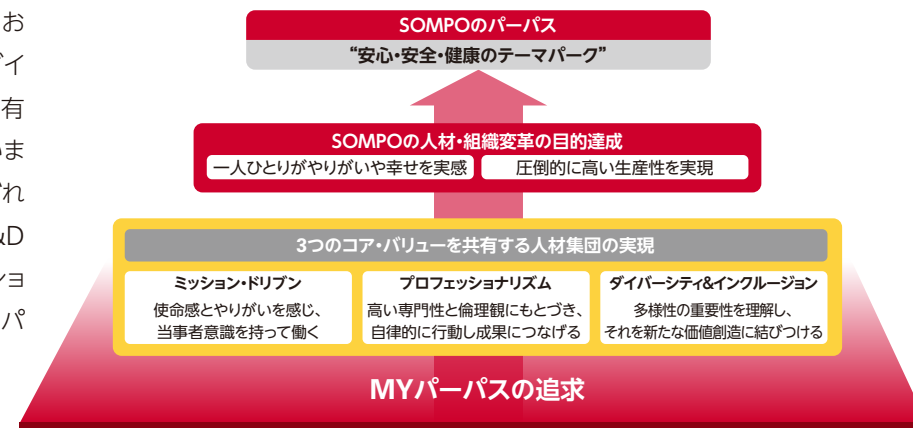 お
イ
有
ま
れ
&D
ショ
パ
SOMPOのパーパス
“安心・安全・健康のテーマパーク”
SOMPOの人材・組織変革の目的達成
一人ひとりがやりがいや幸せを実感
圧倒的に高い生産性を実現
3つのコア・バリューを共有する人材集団の実現
ミッション・ドリブン
使命感とやりがいを感じ、
当事者意識を持って働く
プロフェッショナリズム
高い専門性と倫理観にもとづき、
自律的に行動し成果につなげる
ダイバーシティ&インクルージョン
多様性の重要性を理解し、
それを新たな価値創造に結びつける
MYパーパスの追求